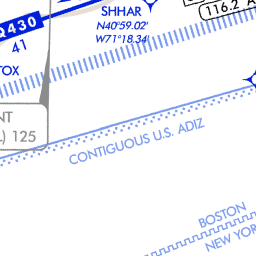 SHHAR
N40°59.02'
W71°18.34'
116.2 A
Q430
41
TOX
NT
) 125
CONTIGUOUS U.S. ADIZ
BOSTON
NEW YORK